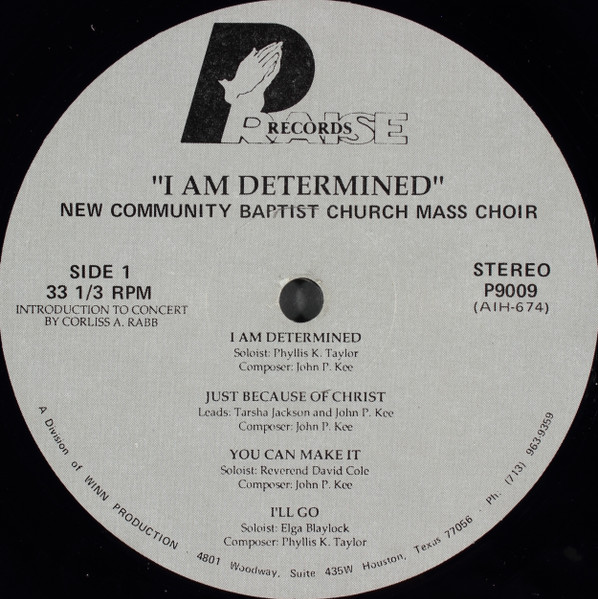 PRAISE
RECORDS
"I AM DETERMINED"
NEW COMMUNITY BAPTIST CHURCH MASS CHOIR
SIDE 1
33 1/3 RPM
INTRODUCTION TO CONCERT
BY CORLISS A. RABB
STEREO
P9009
(AIH-674)
I AM DETERMINED
Soloist: Phyllis K. Taylor
Composer: John P. Kee
JUST BECAUSE OF CHRIST
Leads: Tarsha Jackson and John P. Kee
Composer: John P. Kee
YOU CAN MAKE IT
Soloist: Reverend David Cole
Composer: John P. Kee
I'LL GO
Soloist: Elga Blaylock
Composer: Phyllis K. Taylor
A Division of WINN PRODUCTION · 4801 Woodway, Suite 435W Houston, Texas 77056 · Ph. (713) 963-9359